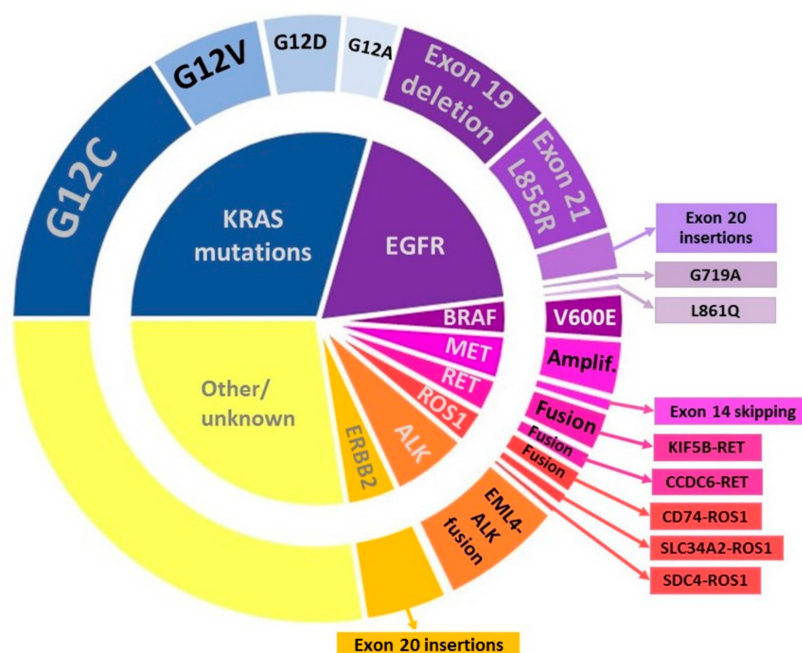 G12C
G12V
G12D
G12A
Exon 19
deletion
Exon 21
L858R
Exon 20
insertions
G719A
L861Q
KRAS
mutations
EGFR
BRAF
V600E
MET
Amplif.
Exon 14 skipping
RET
Fusion
KIF5B-RET
Fusion
CCDC6-RET
ROS1
Fusion
CD74-ROS1
SLC34A2-ROS1
SDC4-ROS1
ALK
EML4-
ALK
fusion
ERBB2
Exon 20 insertions
Other/
unknown